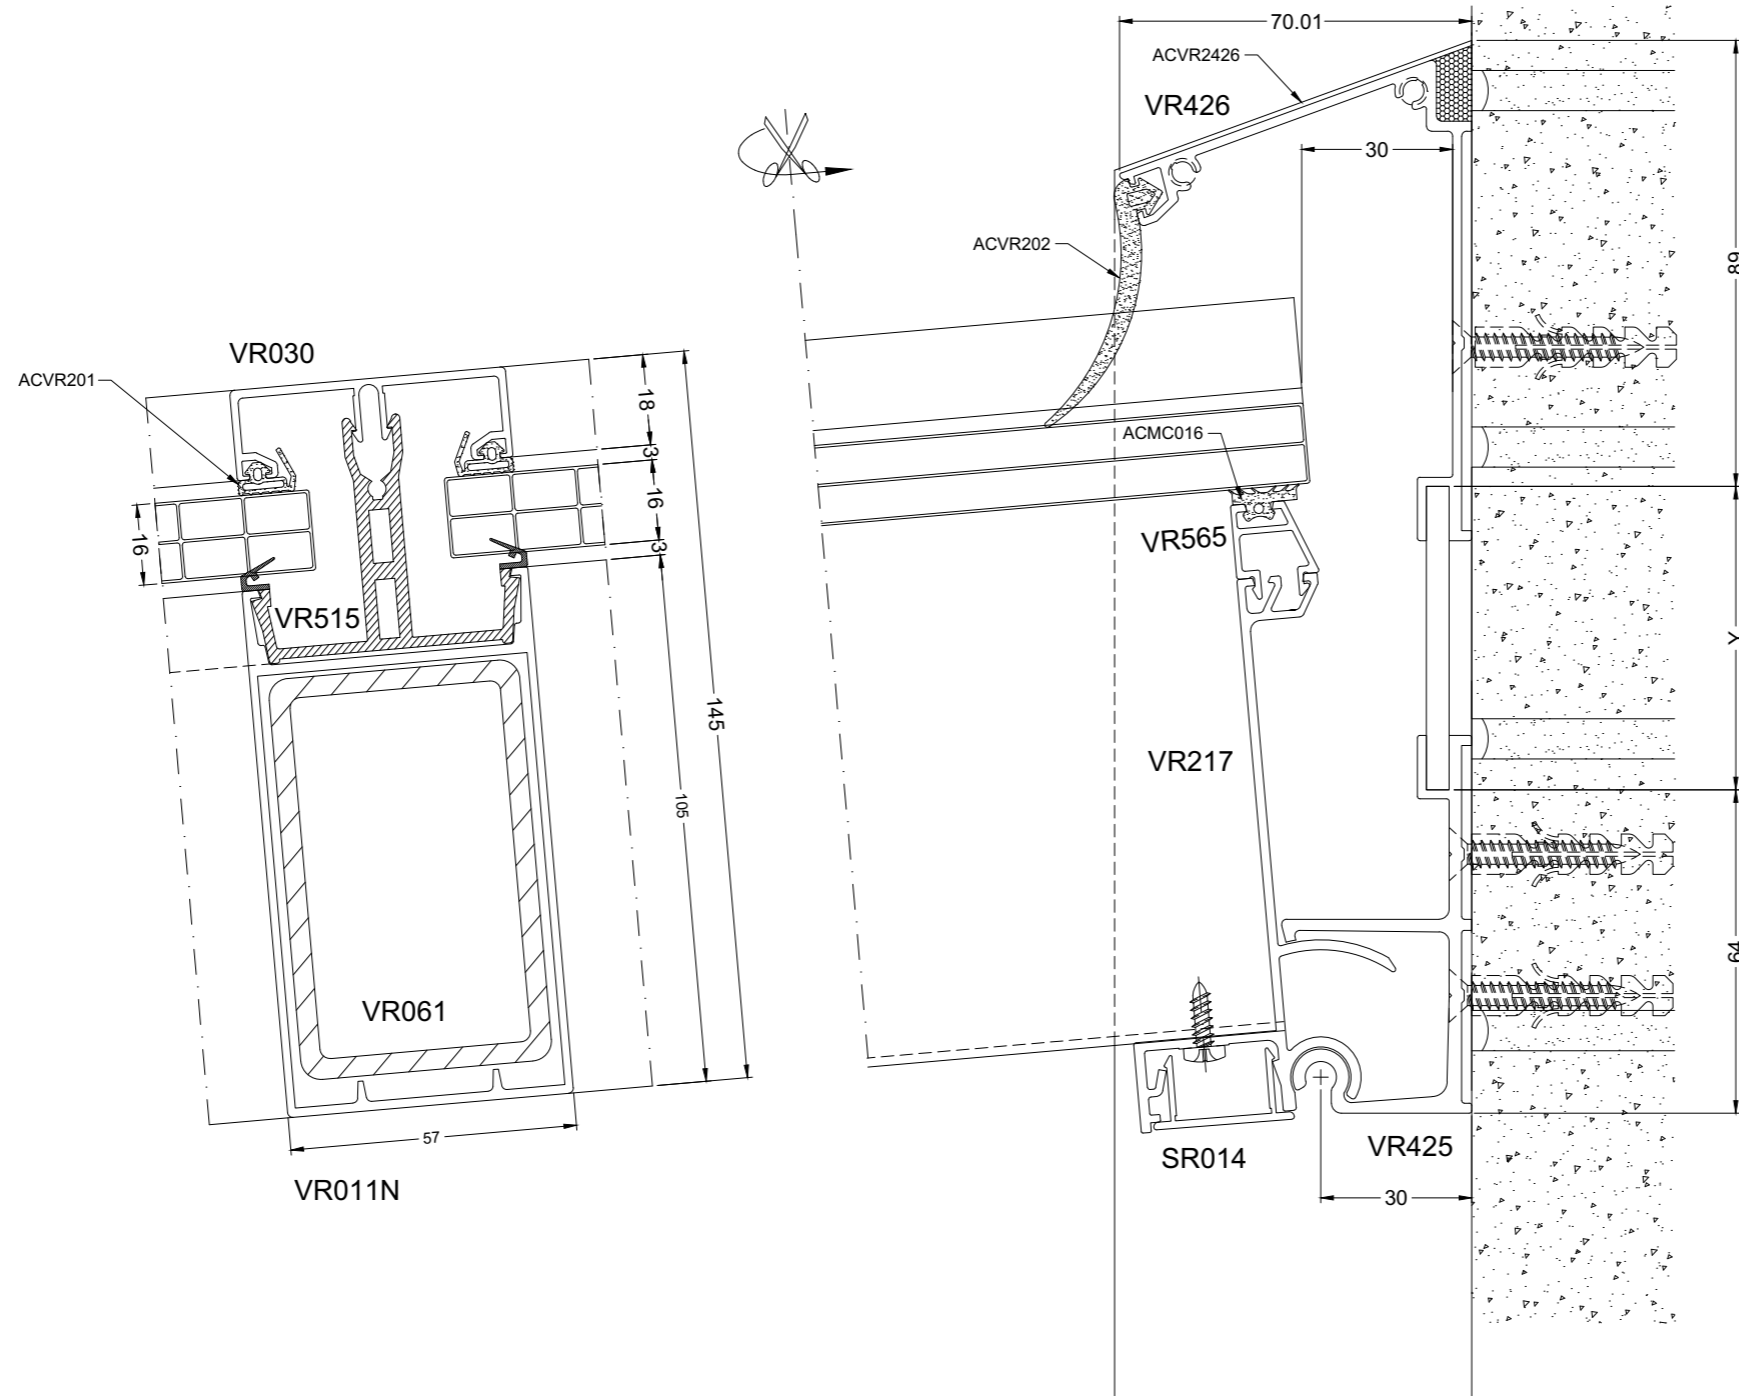 70.01
ACVR2426
VR426
30
ACVR202
89
VR030
ACVR201
18
3
16
3
16
ACMC016
VR565
VR515
145
Y
VR217
105
VR061
64
57
SR014
VR425
VR011N
30